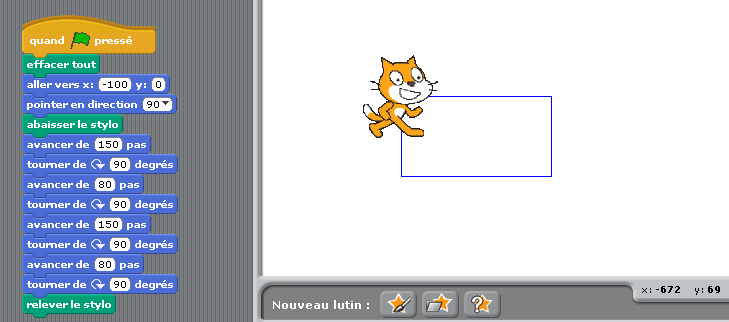 quand pressé
effacer tout
aller vers x: -100 y: 0
pointer en direction 90
abaisser le stylo
avancer de 150 pas
tourner de 90 degrés
avancer de 80 pas
tourner de 90 degrés
avancer de 150 pas
tourner de 90 degrés
avancer de 80 pas
tourner de 90 degrés
relever le stylo
x: -672 y: 69
Nouveau lutin :